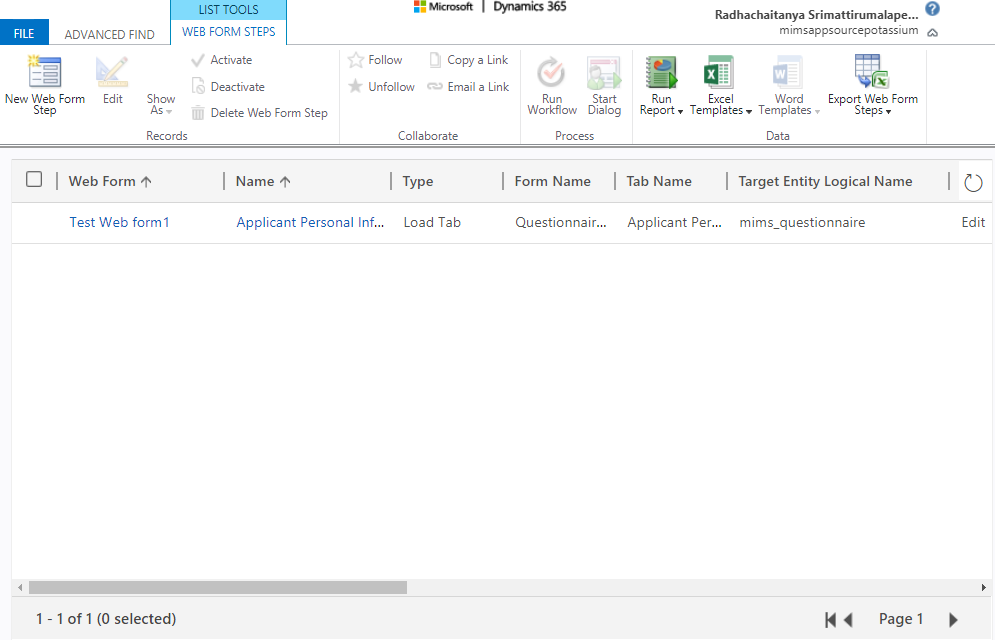 LIST TOOLS
Microsoft | Dynamics 365
Radhachaitanya Srimattirumalape...
mimsappsourcepotassium
FILE
ADVANCED FIND
WEB FORM STEPS
New Web Form
Step
Edit
Show
As
Activate
Deactivate
Delete Web Form Step
Records
Follow
Unfollow
Copy a Link
Email a Link
Collaborate
Run
Workflow
Start
Dialog
Process
Run
Report
Excel
Templates
Word
Templates
Export Web Form
Steps
Data
Web Form Name Type Form Name Tab Name Target Entity Logical Name
Test Web form1 Applicant Personal Inf... Load Tab Questionnair... Applicant Per... mims_questionnaire Edit
1 - 1 of 1 (0 selected)
Page 1